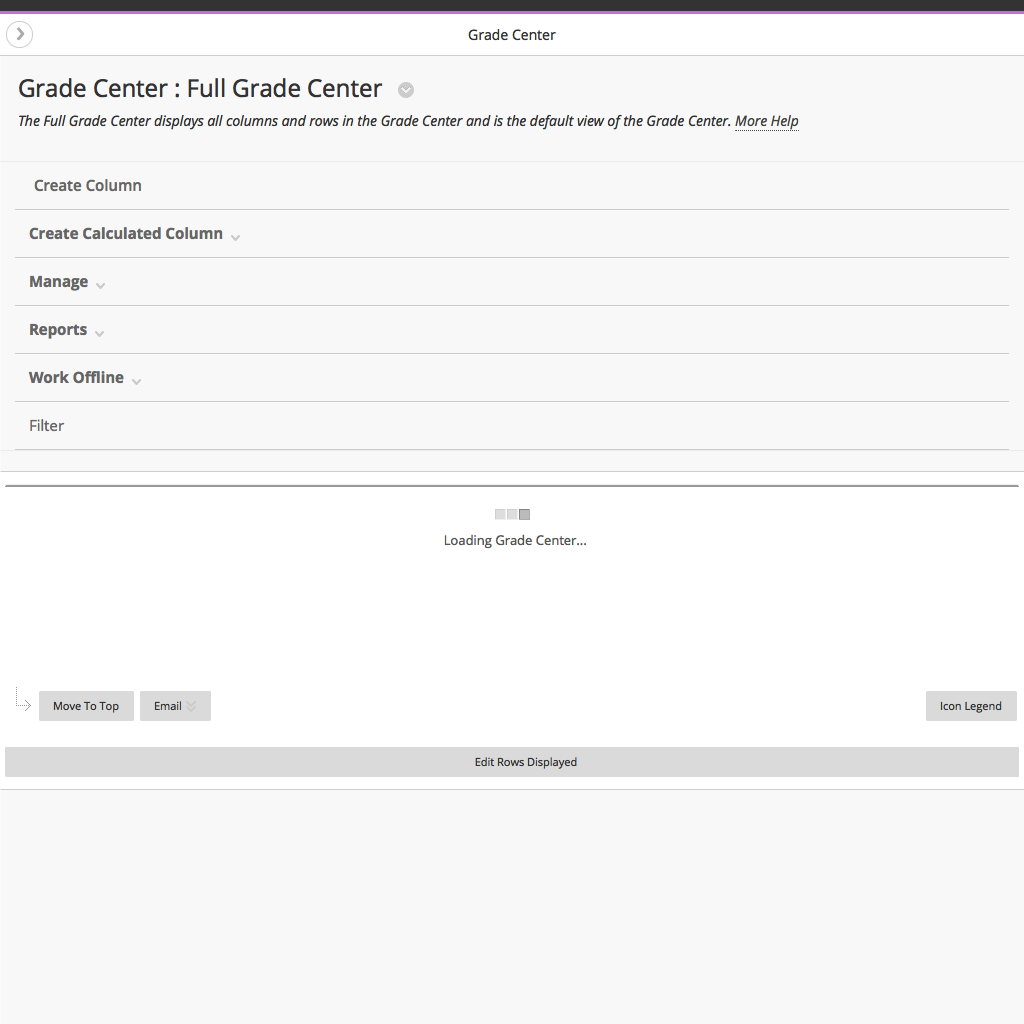 Grade Center
Grade Center : Full Grade Center
The Full Grade Center displays all columns and rows in the Grade Center and is the default view of the Grade Center. More Help
Create Column
Create Calculated Column
Manage
Reports
Work Offline
Filter
Loading Grade Center...
Move To Top Email Icon Legend
Edit Rows Displayed